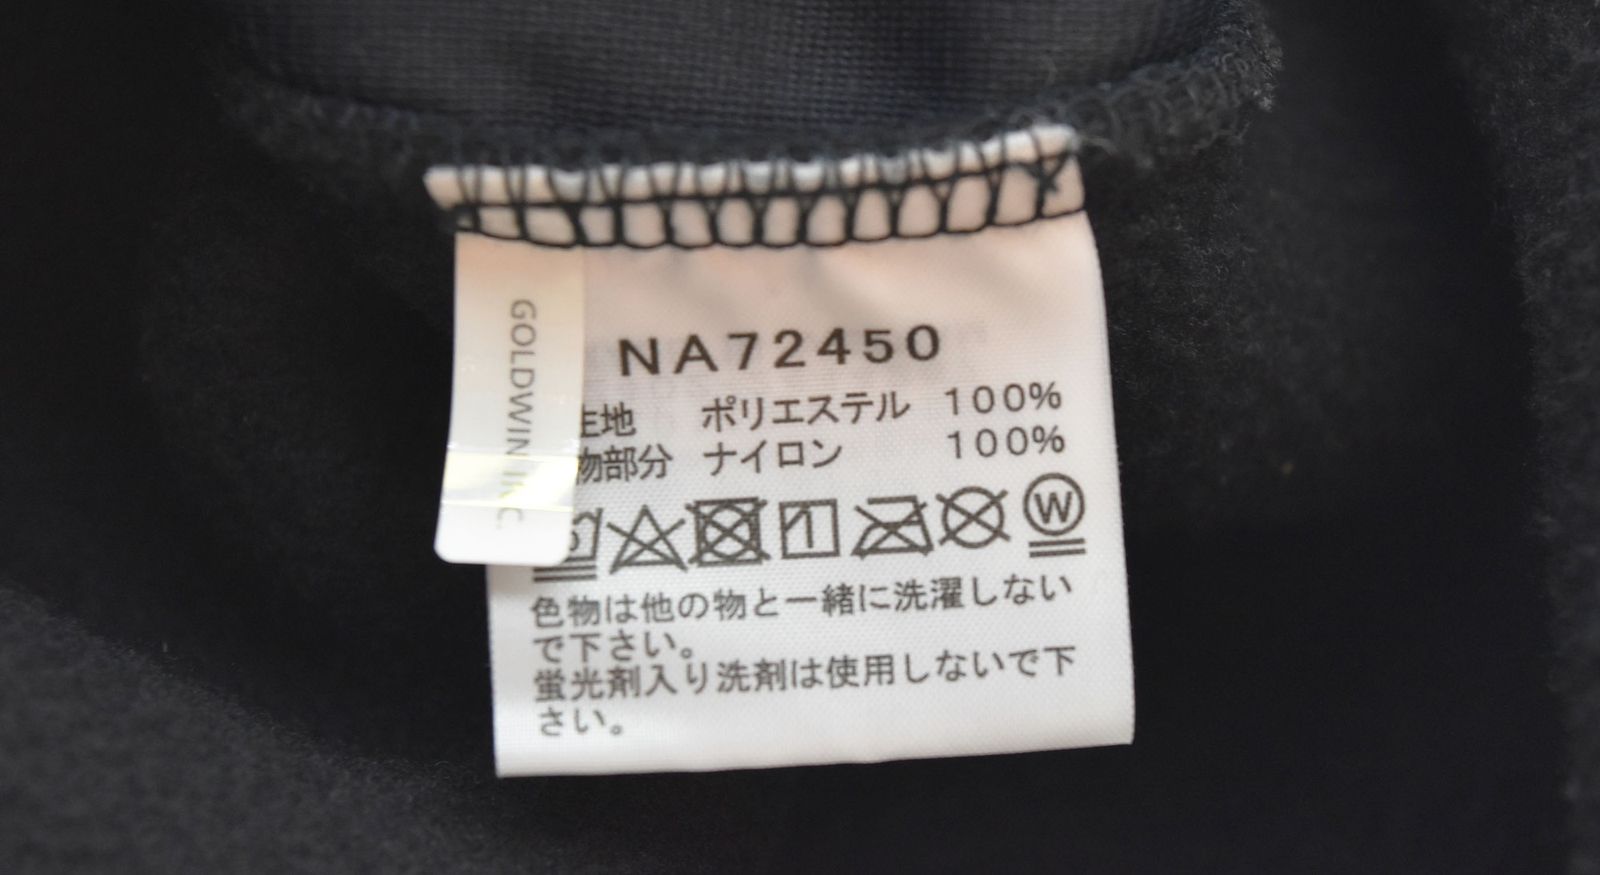 GOLDWIN INC
NA72450
生地 ポリエステル 100%
物部分 ナイロン 100%
W
色物は他の物と一緒に洗濯しない
で下さい。
蛍光剤入り洗剤は使用しないで下
さい。